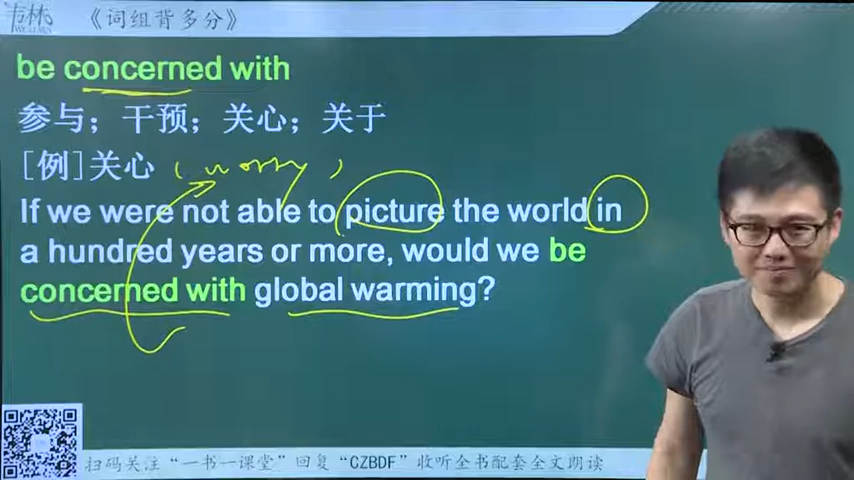 韦林
WEALIN
《词组背多分》
be concerned with
参与；干预；关心；关于
[例]关心 (worry)
If we were not able to picture the world in
a hundred years or more, would we be
concerned with global warming?
扫码关注“一书一课堂”回复“CZBDF”收听全书配套全文朗读